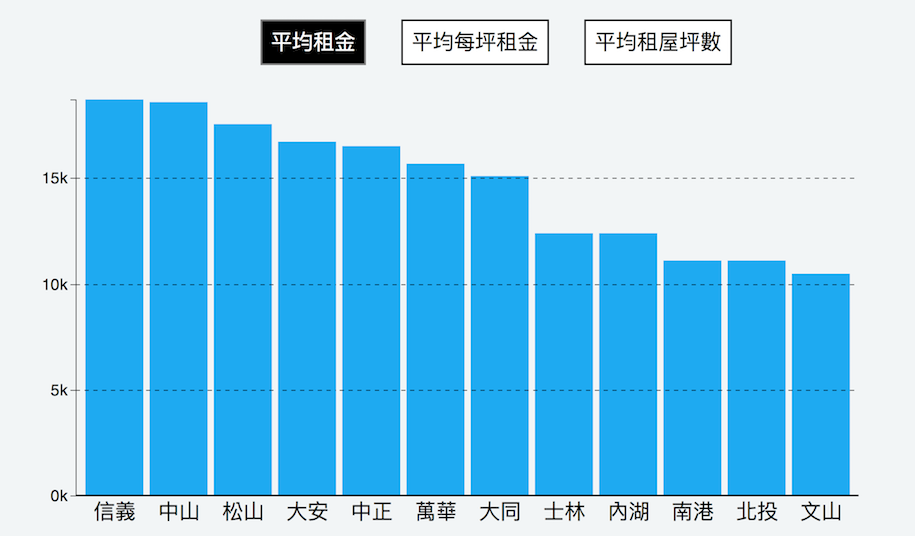 平均租金 平均每坪租金 平均租屋坪數
15k
10k
5k
0k
信義 中山 松山 大安 中正 萬華 大同 士林 內湖 南港 北投 文山